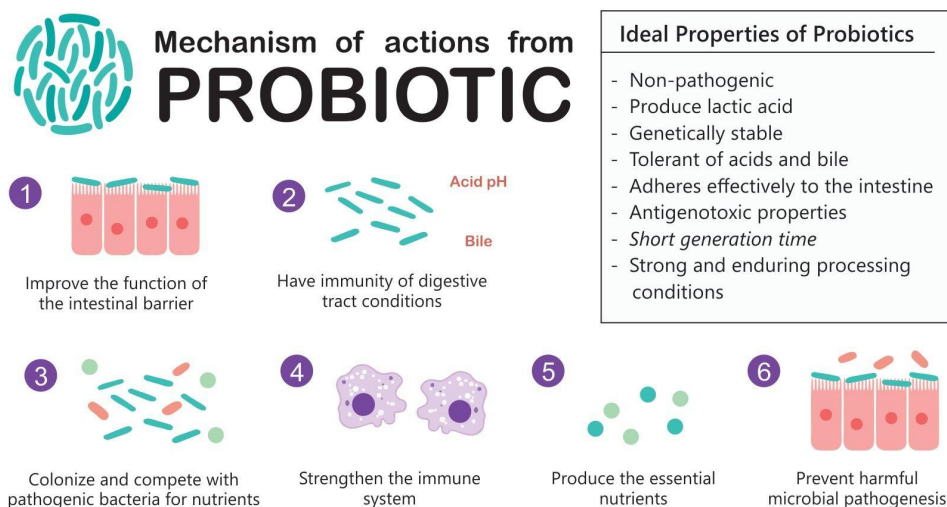 Mechanism of actions from
PROBIOTIC
Ideal Properties of Probiotics
- Non-pathogenic
- Produce lactic acid
- Genetically stable
- Tolerant of acids and bile
- Adheres effectively to the intestine
- Antigenotoxic properties
- Short generation time
- Strong and enduring processing
conditions
1
Improve the function of
the intestinal barrier
2
Acid pH
Bile
Have immunity of digestive
tract conditions
3
Colonize and compete with
pathogenic bacteria for nutrients
4
Strengthen the immune
system
5
Produce the essential
nutrients
6
Prevent harmful
microbial pathogenesis